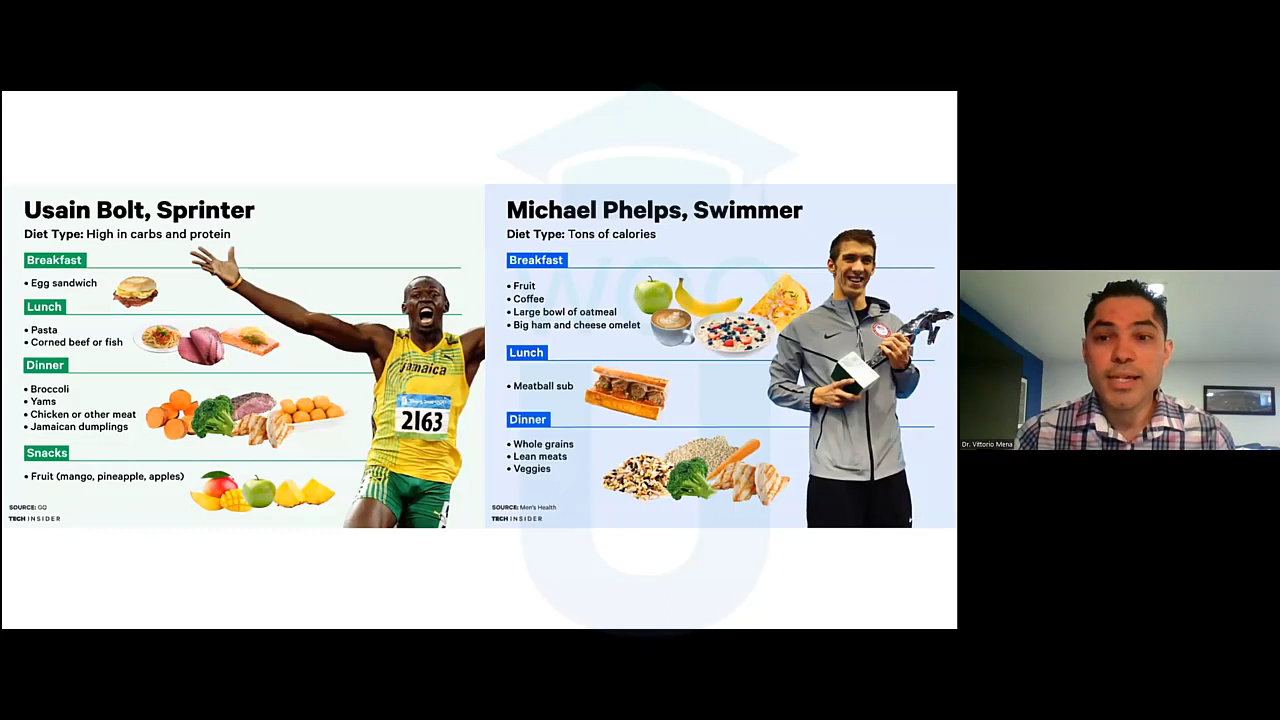 Usain Bolt, Sprinter
Diet Type: High in carbs and protein
Breakfast
• Egg sandwich
Lunch
• Pasta
• Corned beef or fish
Dinner
• Broccoli
• Yams
• Chicken or other meat
• Jamaican dumplings
Snacks
• Fruit (mango, pineapple, apples)
SOURCE: GQ
TECH INSIDER
Jamaica
2163
Michael Phelps, Swimmer
Diet Type: Tons of calories
Breakfast
• Fruit
• Coffee
• Large bowl of oatmeal
• Big ham and cheese omelet
Lunch
• Meatball sub
Dinner
• Whole grains
• Lean meats
• Veggies
SOURCE: Men's Health
TECH INSIDER
Dr. Vittorio Mena